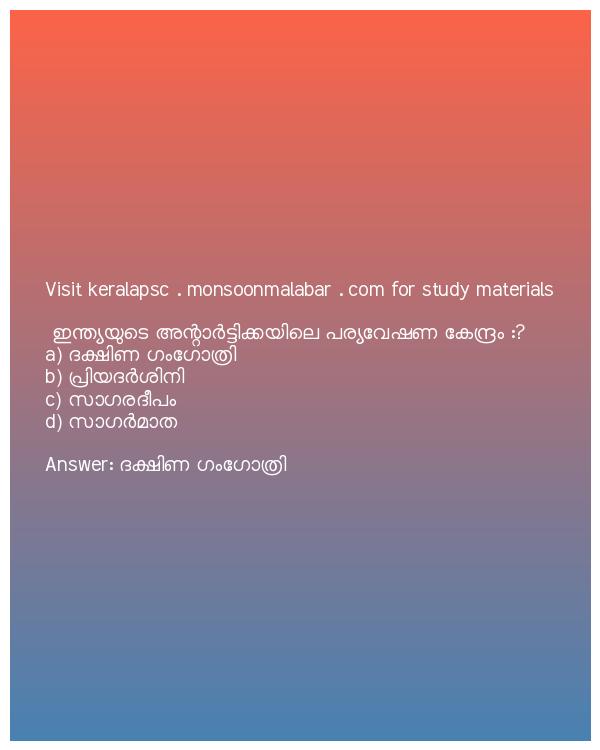 Visit keralapsc . monsoonmalabar . com for study materials
ഇന്ത്യയുടെ അന്റാർട്ടിക്കയിലെ പര്യവേഷണ കേന്ദ്രം :?
a) ദക്ഷിണ ഗംഗോത്രി
b) പ്രിയദർശിനി
c) സാഗരദീപം
d) സാഗർമാത
Answer: ദക്ഷിണ ഗംഗോത്രി